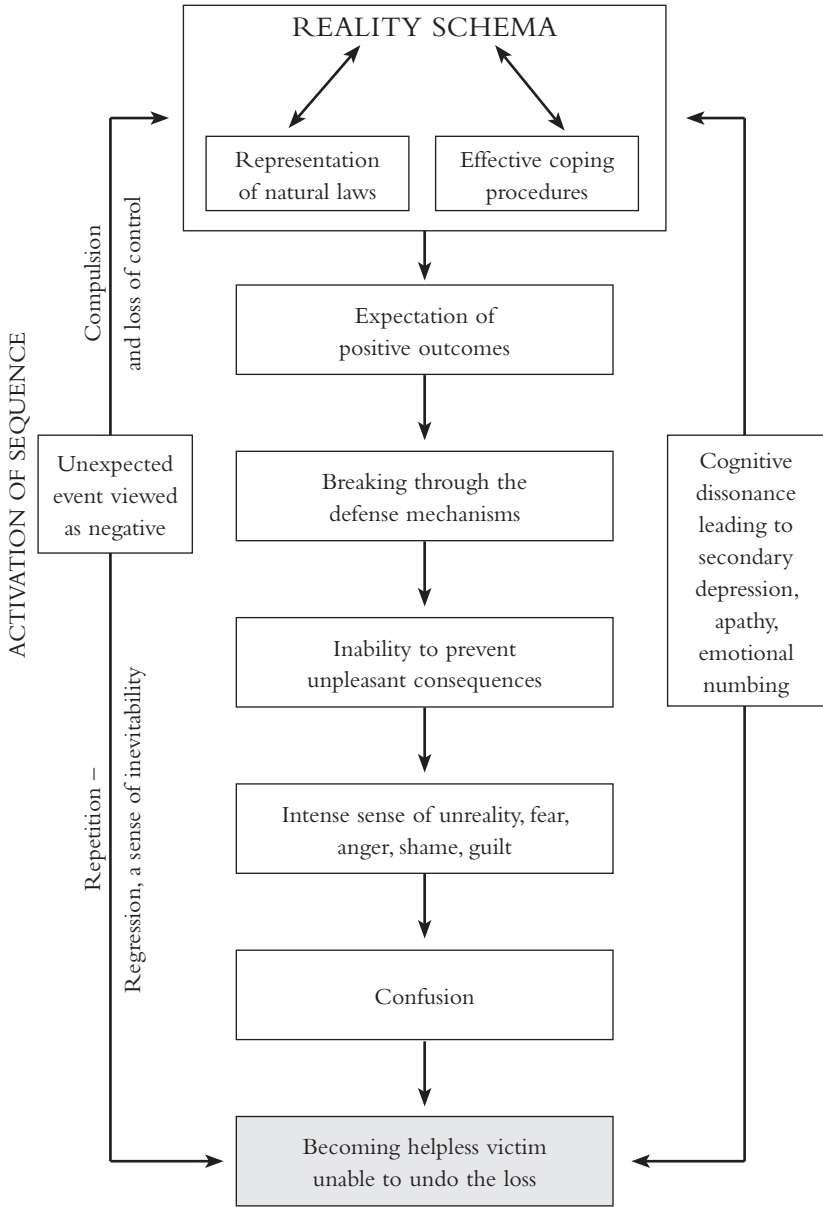 REALITY SCHEMA
Representation
of natural laws
Effective coping
procedures
Expectation of
positive outcomes
Breaking through the
defense mechanisms
Inability to prevent
unpleasant consequences
Intense sense of unreality, fear,
anger, shame, guilt
Confusion
Becoming helpless victim
unable to undo the loss
ACTIVATION OF SEQUENCE
Compulsion
and loss of control
Unexpected
event viewed
as negative
Repetition –
Regression, a sense of inevitability
Cognitive
dissonance
leading to
secondary
depression,
apathy,
emotional
numbing